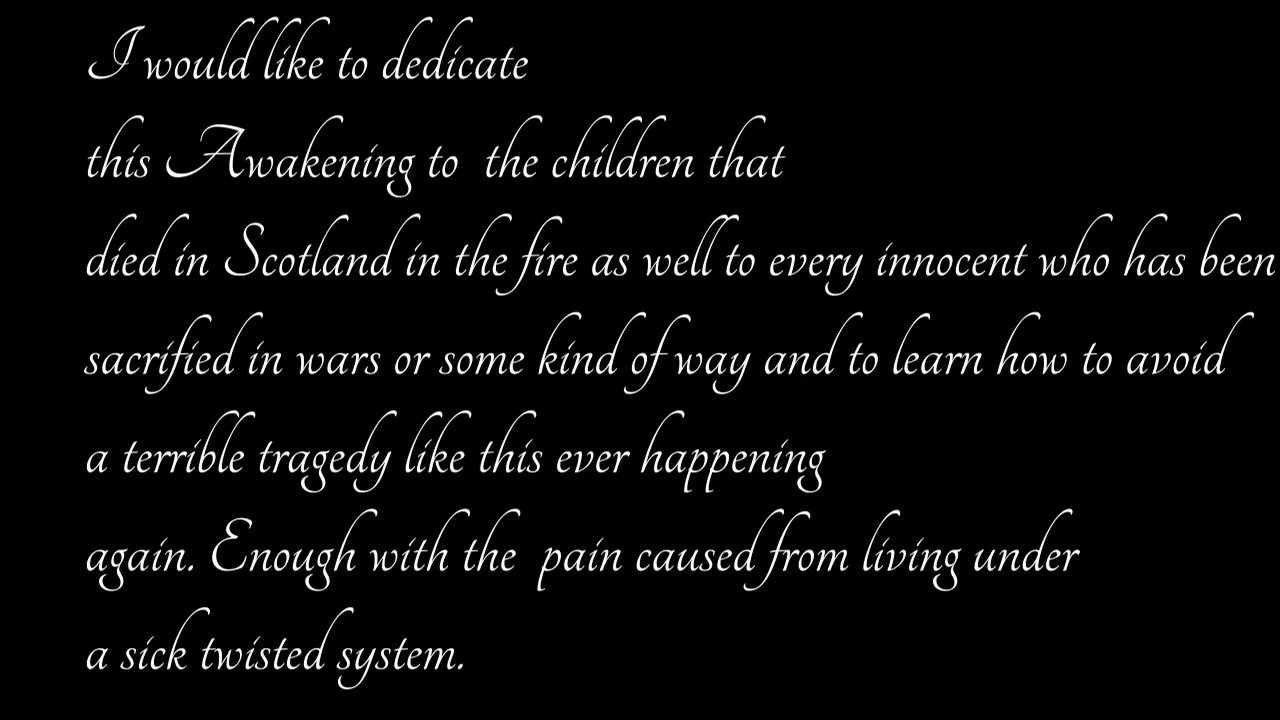 I would like to dedicate
this Awakening to the children that
died in Scotland in the fire as well to every innocent who has been
sacrified in wars or some kind of way and to learn how to avoid
a terrible tragedy like this ever happening
again. Enough with the pain caused from living under
a sick twisted system.